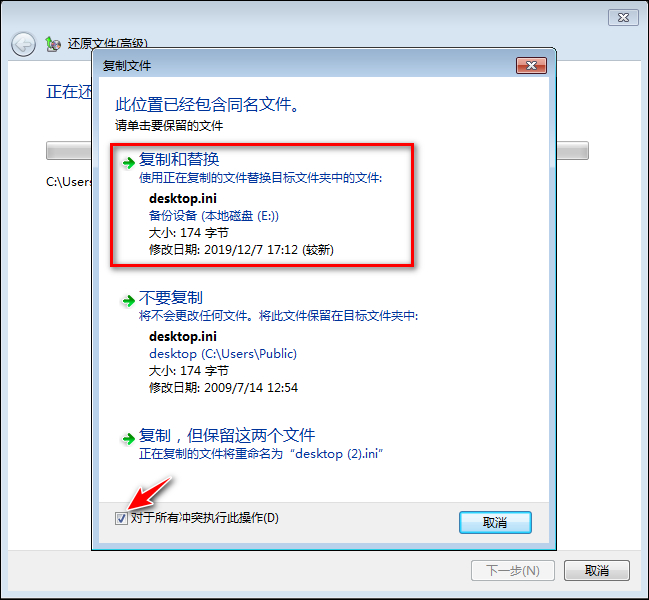 还原文件(高级)
复制文件
正在还
此位置已经包含同名文件。
请单击要保留的文件
复制和替换
使用正在复制的文件替换目标文件夹中的文件:
C:\Users
desktop.ini
备份设备 (本地磁盘 (E:))
大小: 174 字节
修改日期: 2019/12/7 17:12 (较新)
不要复制
将不会更改任何文件。将此文件保留在目标文件夹中:
desktop.ini
desktop (C:\Users\Public)
大小: 174 字节
修改日期: 2009/7/14 12:54
复制，但保留这两个文件
正在复制的文件将重命名为“desktop (2).ini”
对于所有冲突执行此操作(D)
取消
下一步(N)
取消